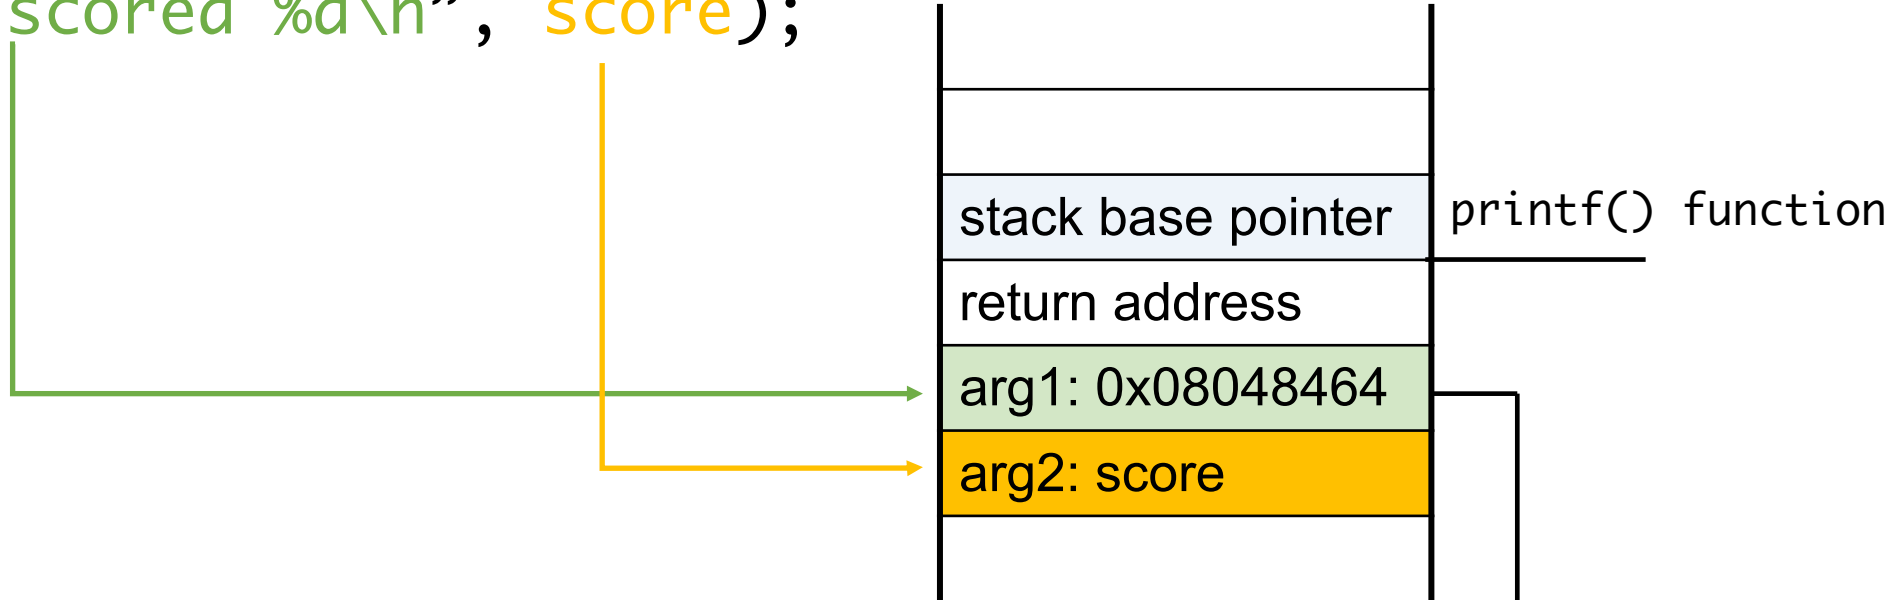 scored %d\n”, score);
stack base pointer
printf() function
return address
arg1: 0x08048464
arg2: score